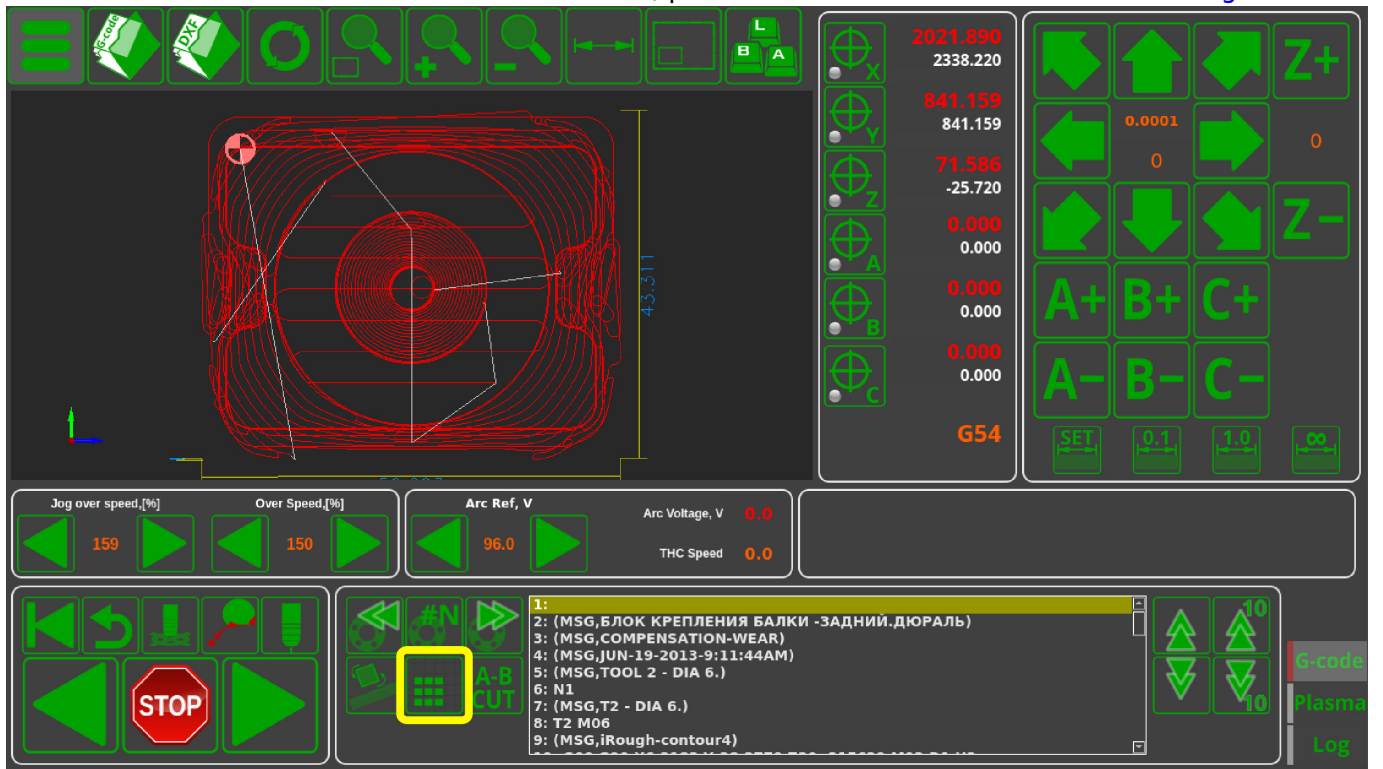 G-code
DXF
L
B
A
43.311
X
2021.890
2338.220
Y
841.159
841.159
Z
71.586
-25.720
A
0.000
0.000
B
0.000
0.000
C
0.000
0.000
G54
Z+
0.0001
0
0
Z−
A+ B+ C+
A− B− C−
SET 0.1 1.0 ∞
Jog over speed,[%]
159
Over Speed,[%]
150
Arc Ref, V
96.0
Arc Voltage, V 0.0
THC Speed 0.0
STOP
#N
A-B
CUT
1:
2: (MSG,БЛОК КРЕПЛЕНИЯ БАЛКИ -ЗАДНИЙ.ДЮРАЛЬ)
3: (MSG,COMPENSATION-WEAR)
4: (MSG,JUN-19-2013-9:11:44AM)
5: (MSG,TOOL 2 - DIA 6.)
6: N1
7: (MSG,T2 - DIA 6.)
8: T2 M06
9: (MSG,iRough-contour4)
10
10
G-code
Plasma
Log